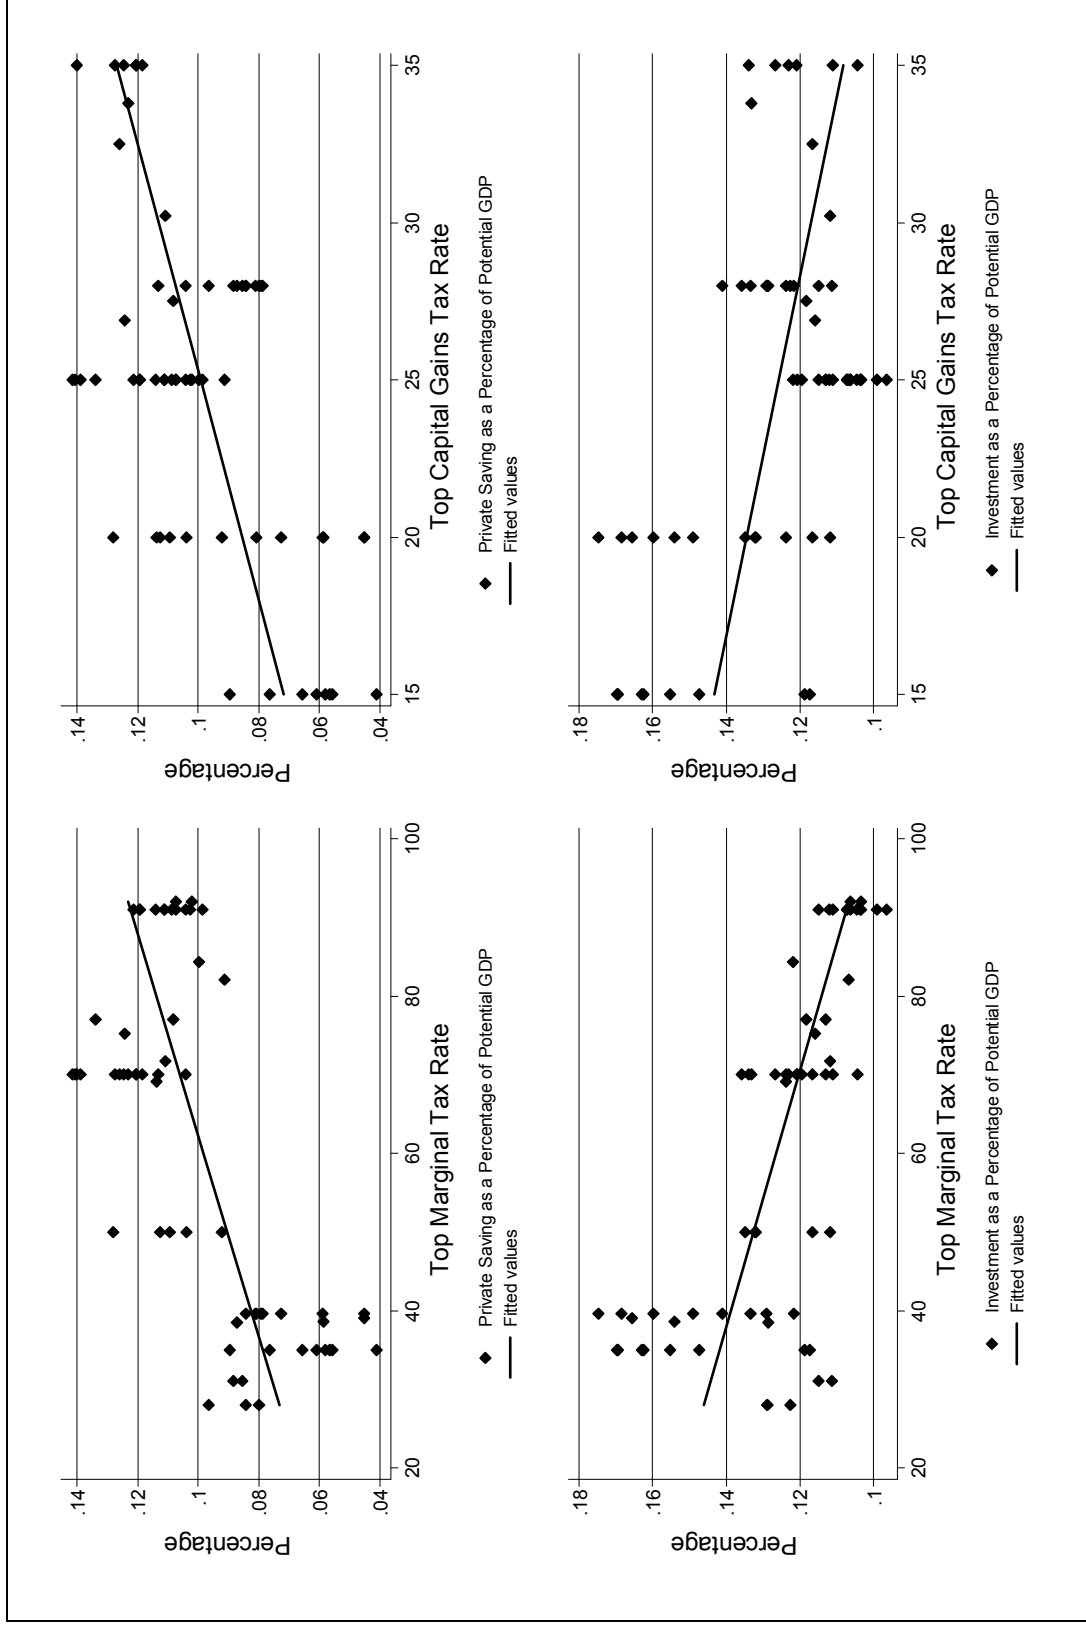 Percentage
.14
.12
.1
.08
.06
.04
20
40
60
80
100
Top Marginal Tax Rate
Private Saving as a Percentage of Potential GDP
Fitted values
Percentage
.14
.12
.1
.08
.06
.04
15
20
25
30
35
Top Capital Gains Tax Rate
Private Saving as a Percentage of Potential GDP
Fitted values
Percentage
.18
.16
.14
.12
.1
20
40
60
80
100
Top Marginal Tax Rate
Investment as a Percentage of Potential GDP
Fitted values
Percentage
.18
.16
.14
.12
.1
15
20
25
30
35
Top Capital Gains Tax Rate
Investment as a Percentage of Potential GDP
Fitted values